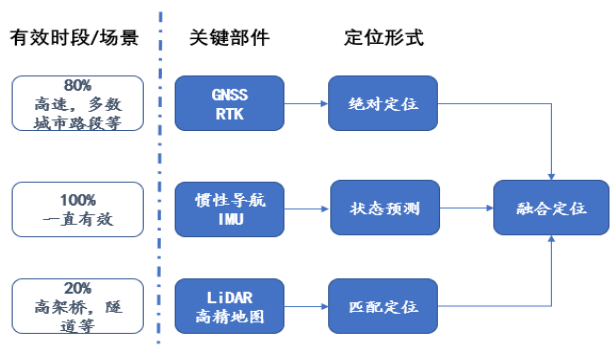 有效时段/场景
关键部件
定位形式
80%
高速，多数
城市路段等
GNSS
RTK
绝对定位
100%
一直有效
惯性导航
IMU
状态预测
融合定位
20%
高架桥，隧
道等
LiDAR
高精地图
匹配定位